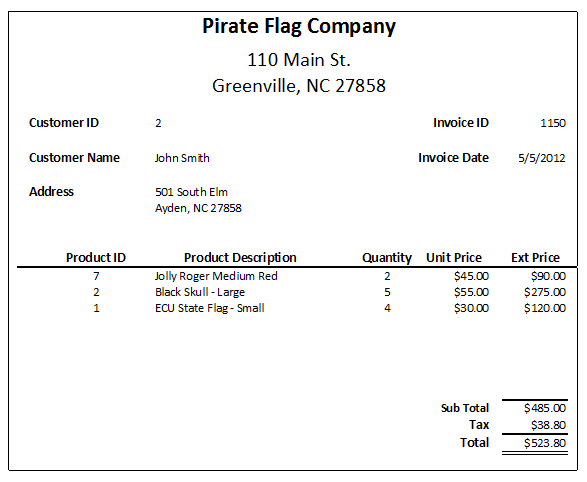 Pirate Flag Company
110 Main St.
Greenville, NC 27858
Customer ID 2 Invoice ID 1150
Customer Name John Smith Invoice Date 5/5/2012
Address 501 South Elm
Ayden, NC 27858
Product ID Product Description Quantity Unit Price Ext Price
7 Jolly Roger Medium Red 2 $45.00 $90.00
2 Black Skull - Large 5 $55.00 $275.00
1 ECU State Flag - Small 4 $30.00 $120.00
Sub Total $485.00
Tax $38.80
Total $523.80